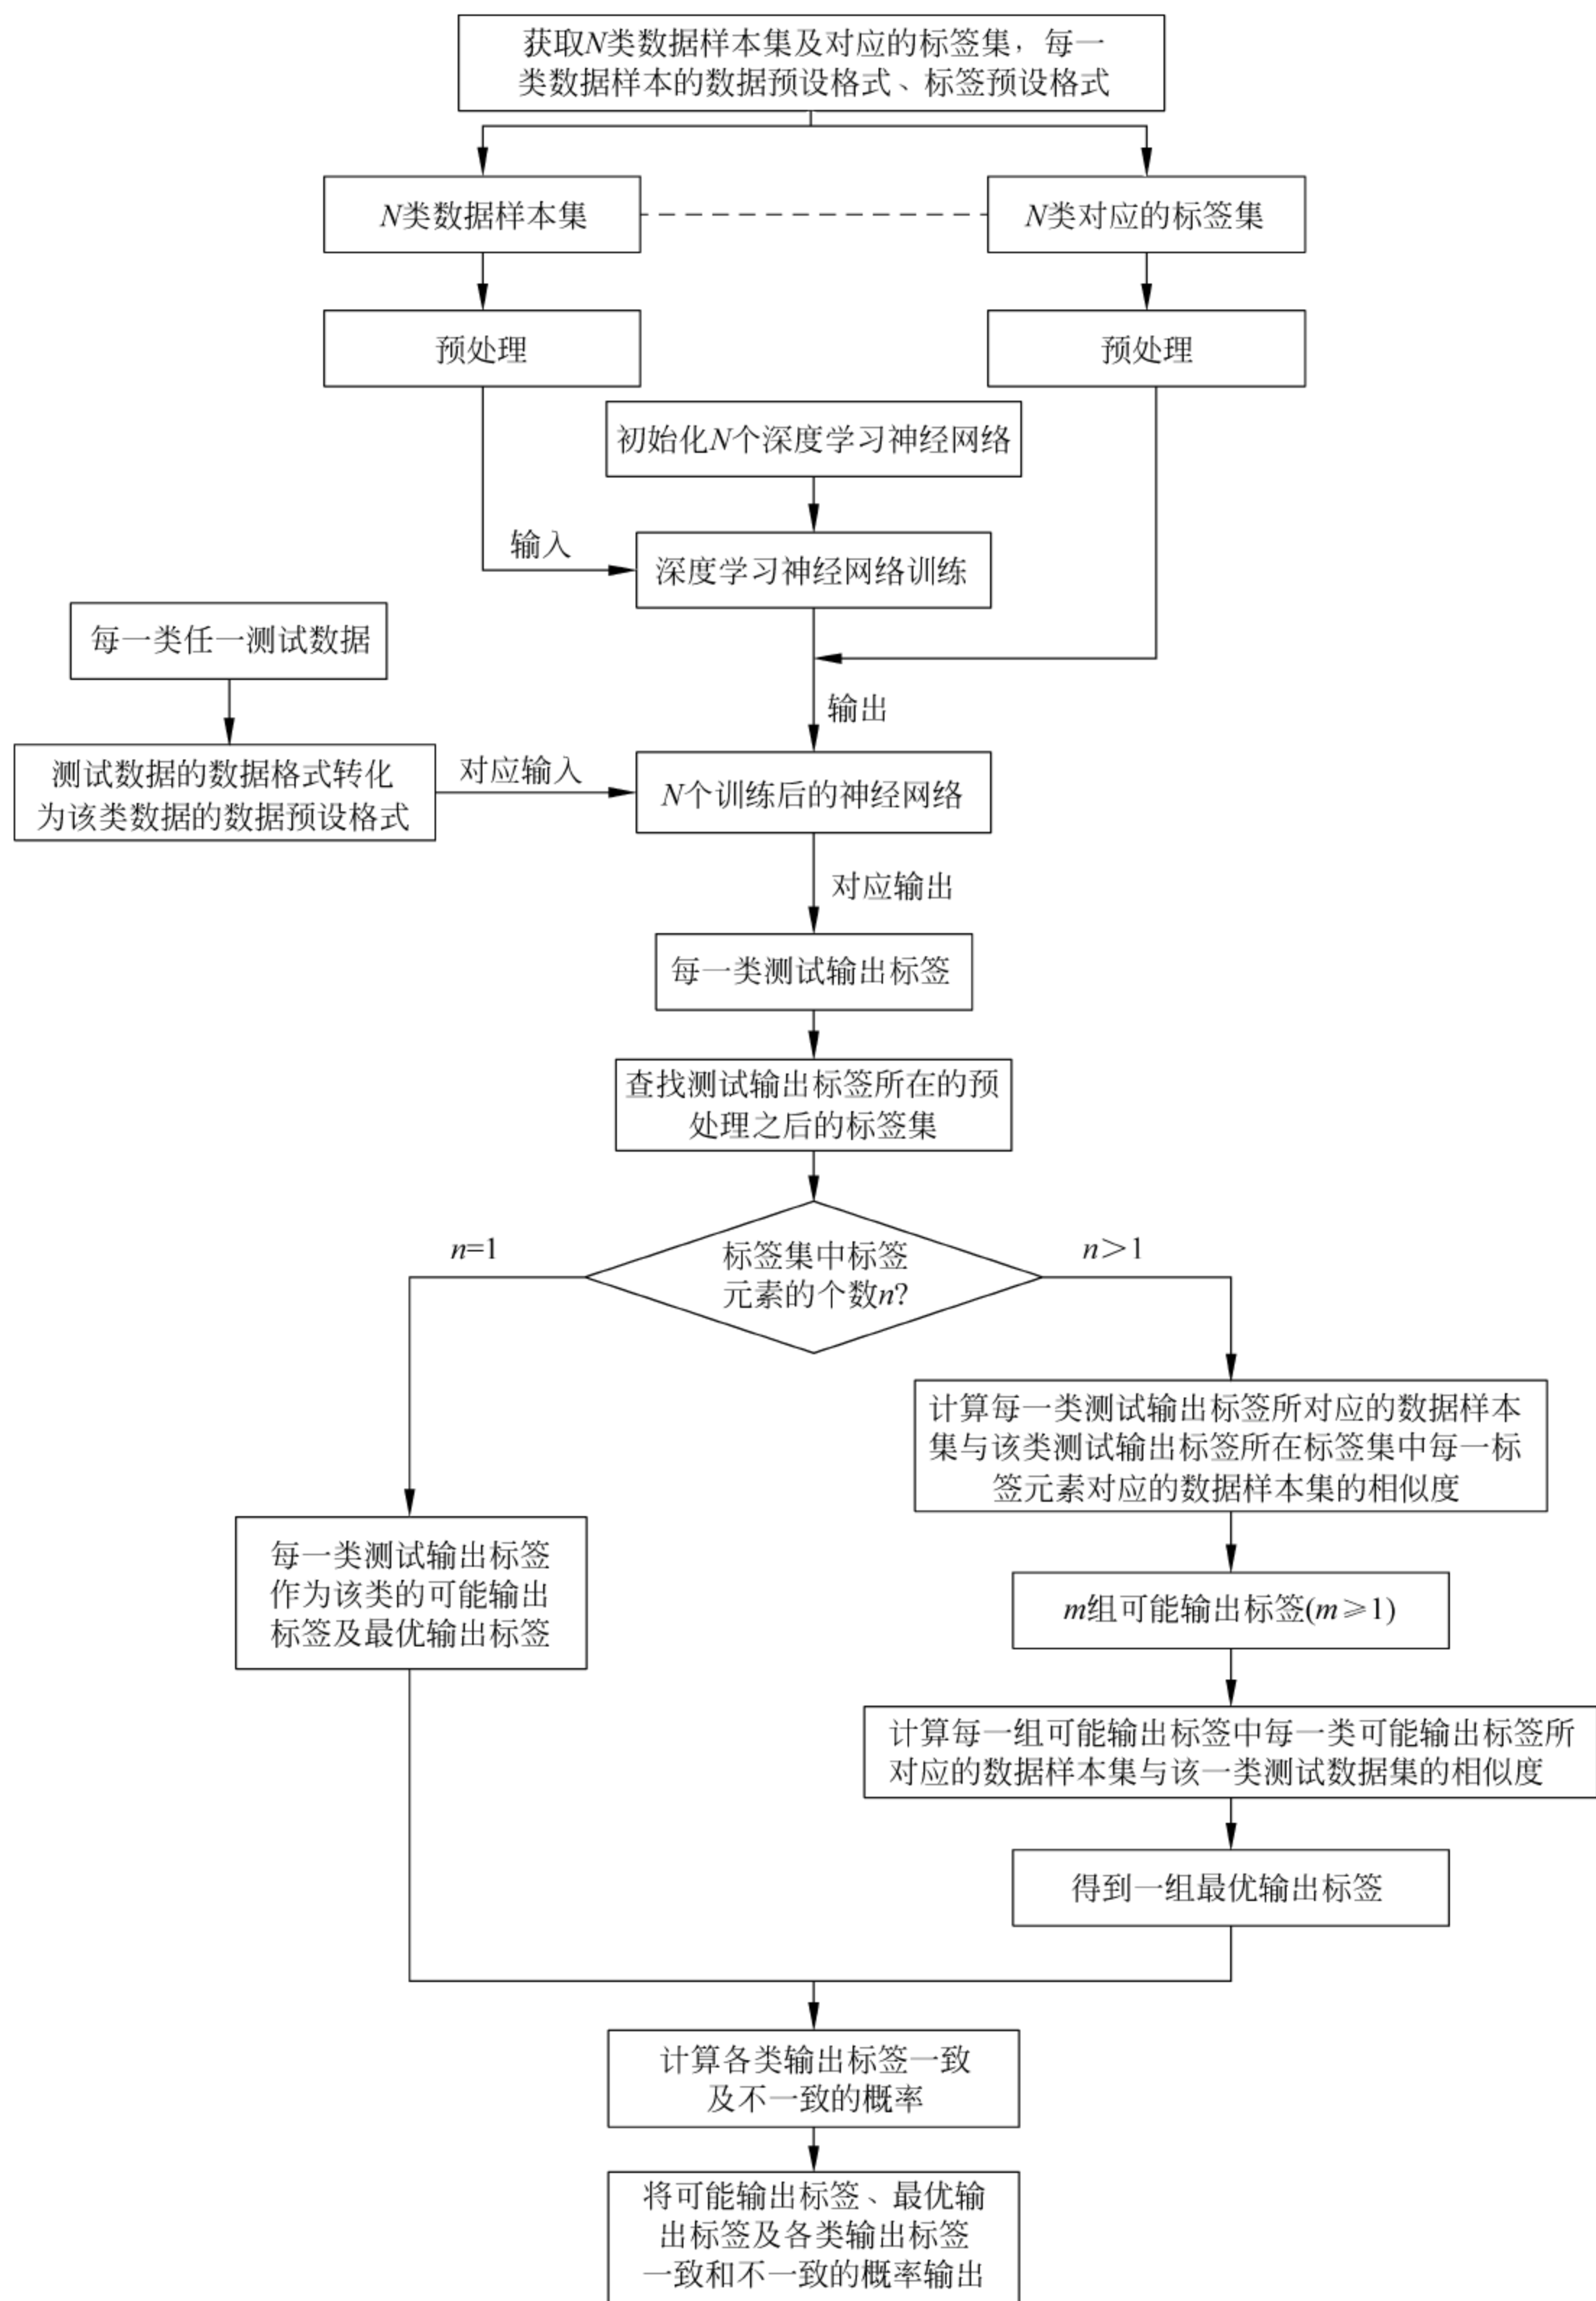 获取N类数据样本集及对应的标签集，每一
类数据样本的数据预设格式、标签预设格式
N类数据样本集
N类对应的标签集
预处理
预处理
初始化N个深度学习神经网络
输入
深度学习神经网络训练
每一类任一测试数据
输出
测试数据的数据格式转化
为该类数据的数据预设格式
对应输入
N个训练后的神经网络
对应输出
每一类测试输出标签
查找测试输出标签所在的预
处理之后的标签集
n=1
标签集中标签
元素的个数n?
n＞1
计算每一类测试输出标签所对应的数据样本
集与该类测试输出标签所在标签集中每一标
签元素对应的数据样本集的相似度
每一类测试输出标签
作为该类的可能输出
标签及最优输出标签
m组可能输出标签(m⩾1)
计算每一组可能输出标签中每一类可能输出标签所
对应的数据样本集与该一类测试数据集的相似度
得到一组最优输出标签
计算各类输出标签一致
及不一致的概率
将可能输出标签、最优输
出标签及各类输出标签
一致和不一致的概率输出